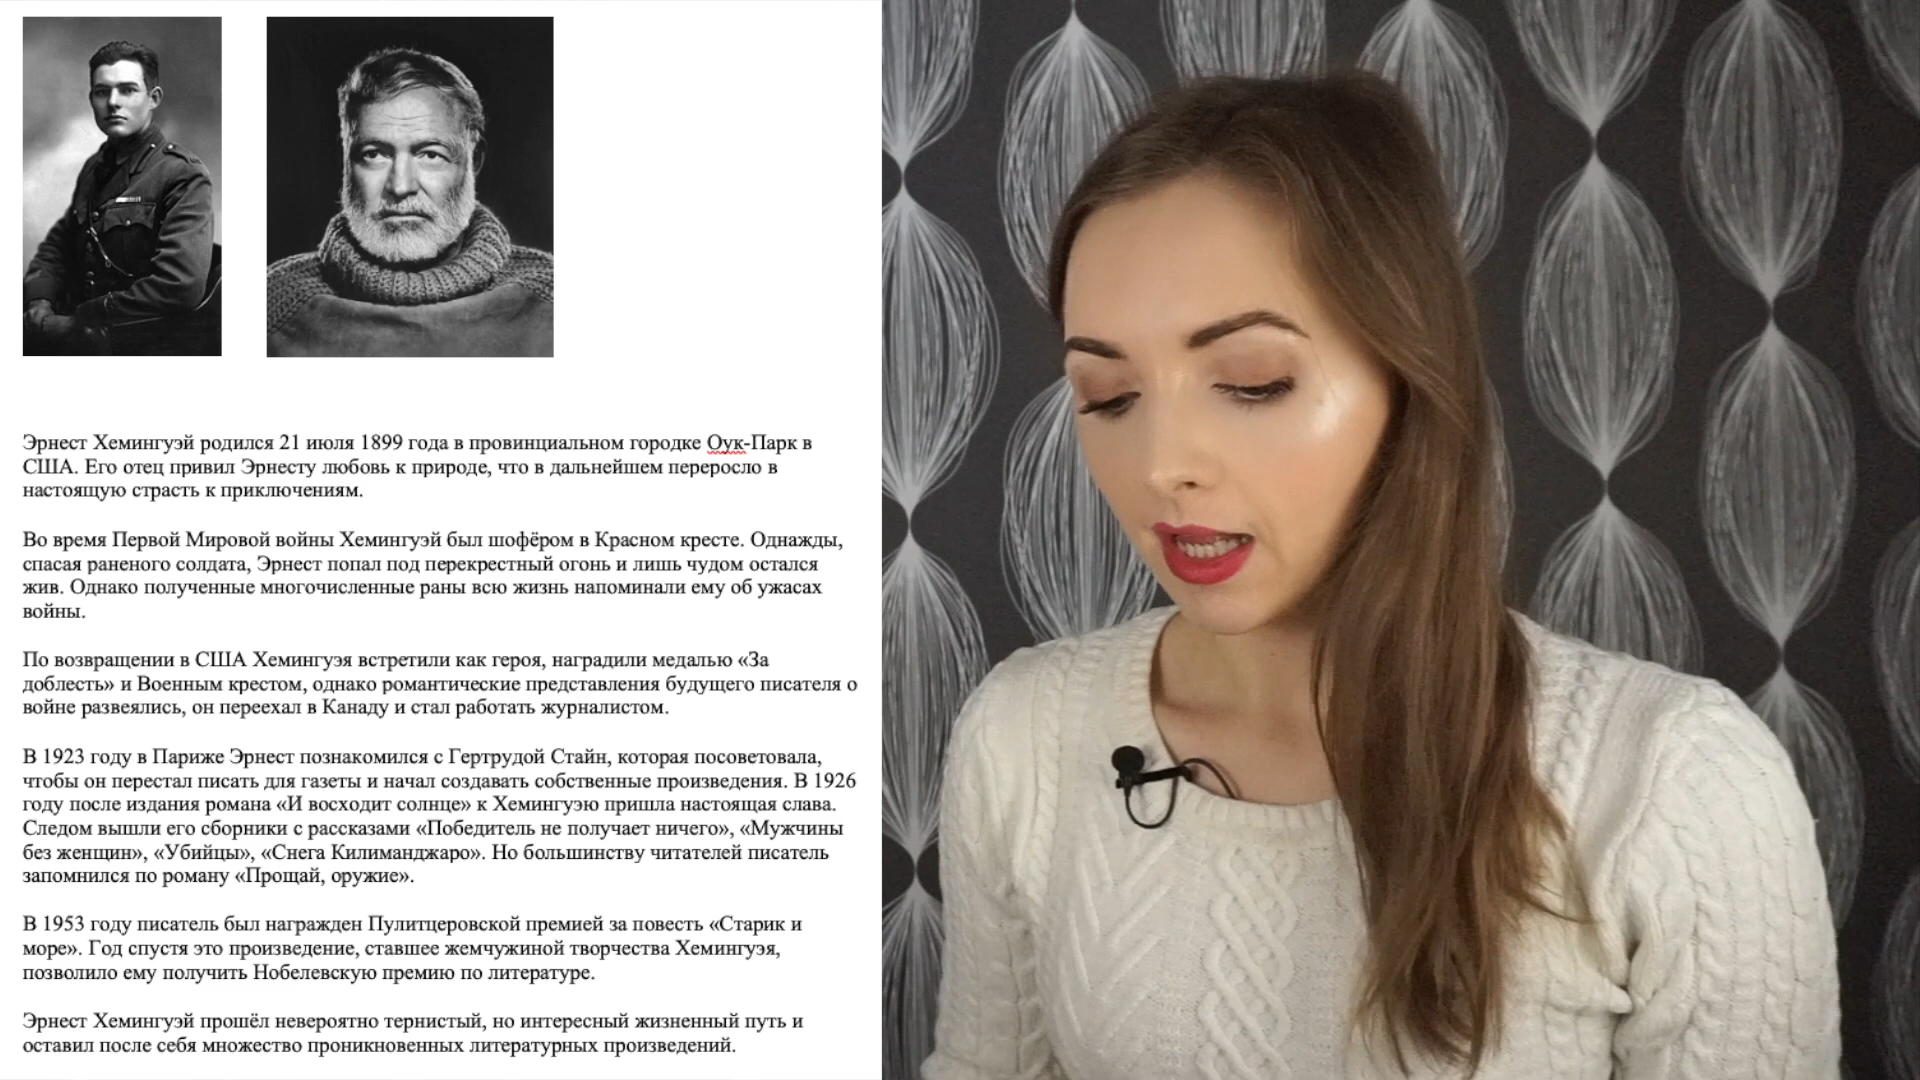 Эрнест Хемингуэй родился 21 июля 1899 года в провинциальном городке Оук-Парк в
США. Его отец привил Эрнесту любовь к природе, что в дальнейшем переросло в
настоящую страсть к приключениям.
Во время Первой Мировой войны Хемингуэй был шофёром в Красном кресте. Однажды,
спасая раненого солдата, Эрнест попал под перекрестный огонь и лишь чудом остался
жив. Однако полученные многочисленные раны всю жизнь напоминали ему об ужасах
войны.
По возвращении в США Хемингуэя встретили как героя, наградили медалью «За
доблесть» и Военным крестом, однако романтические представления будущего писателя о
войне развеялись, он переехал в Канаду и стал работать журналистом.
В 1923 году в Париже Эрнест познакомился с Гертрудой Стайн, которая посоветовала,
чтобы он перестал писать для газеты и начал создавать собственные произведения. В 1926
году после издания романа «И восходит солнце» к Хемингуэю пришла настоящая слава.
Следом вышли его сборники с рассказами «Победитель не получает ничего», «Мужчины
без женщин», «Убийцы», «Снега Килиманджаро». Но большинству читателей писатель
запомнился по роману «Прощай, оружие».
В 1953 году писатель был награжден Пулитцеровской премией за повесть «Старик и
море». Год спустя это произведение, ставшее жемчужиной творчества Хемингуэя,
позволило ему получить Нобелевскую премию по литературе.
Эрнест Хемингуэй прошёл невероятно тернистый, но интересный жизненный путь и
оставил после себя множество проникновенных литературных произведений.